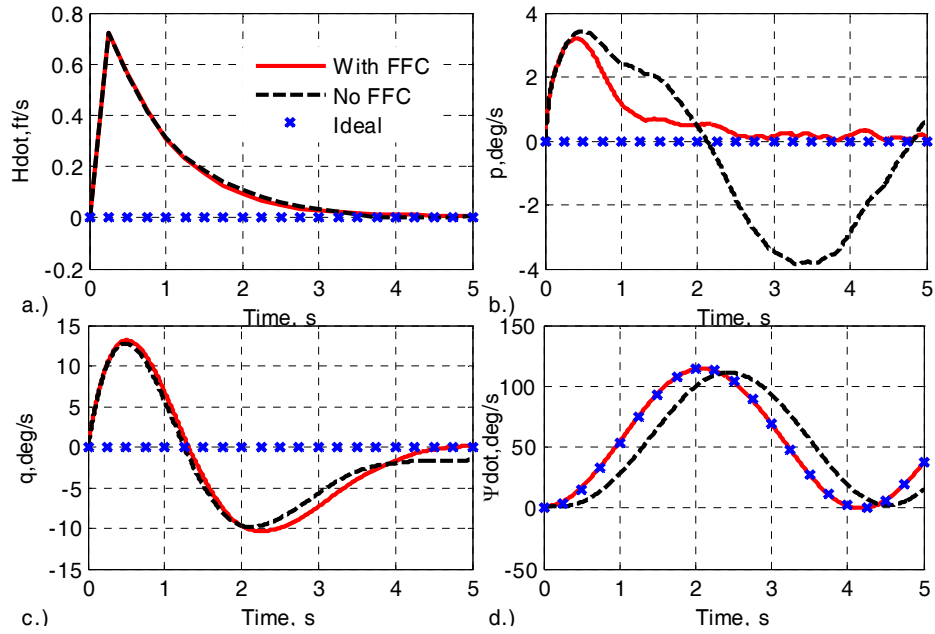 0.8
0.6
0.4
0.2
0
-0.2
Hdot,ft/s
With FFC
No FFC
Ideal
0 1 2 3 4 5
Time, s
a.)
4
2
0
-2
-4
p,deg/s
0 1 2 3 4 5
Time, s
b.)
15
10
5
0
-5
-10
-15
q,deg/s
0 1 2 3 4 5
Time, s
c.)
150
100
50
0
-50
Ψdot,deg/s
0 1 2 3 4 5
Time, s
d.)